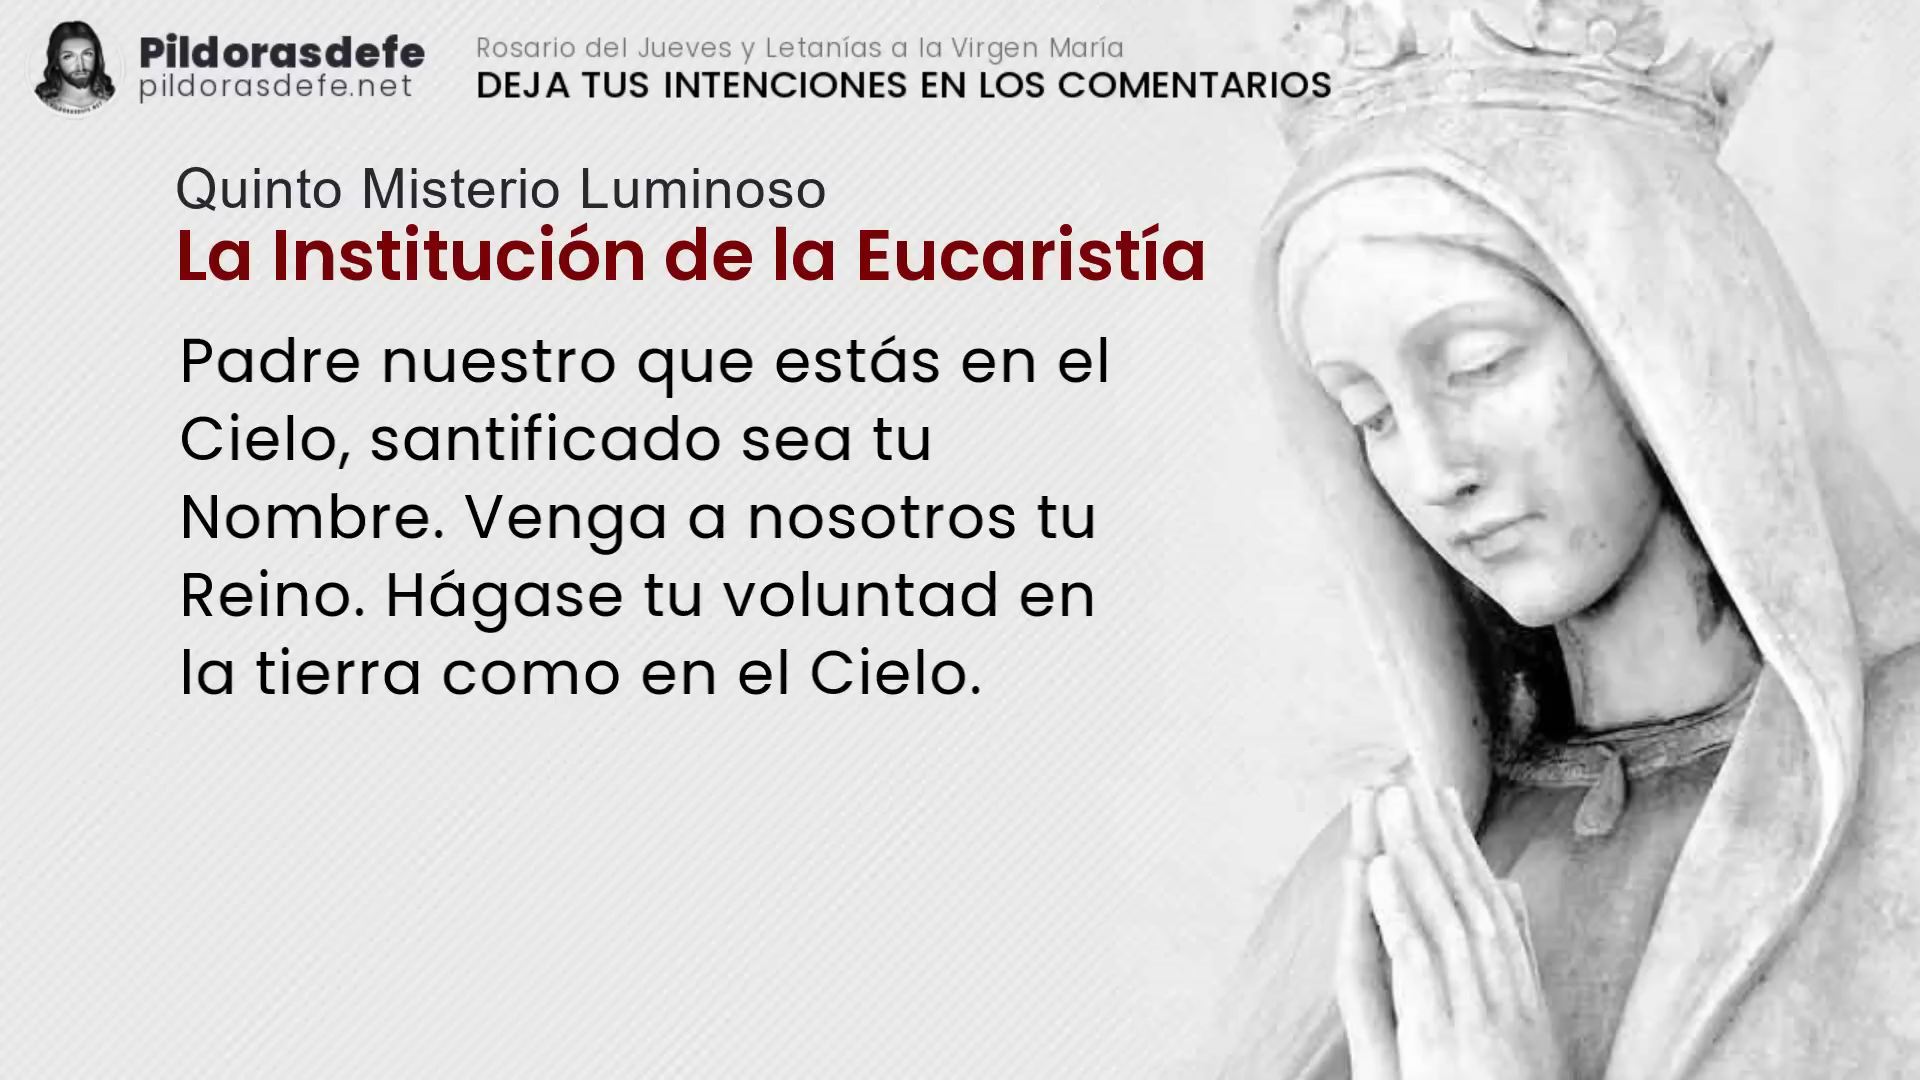 Pildorasdefe
pildorasdefe.net
Rosario del Jueves y Letanías a la Virgen María
DEJA TUS INTENCIONES EN LOS COMENTARIOS
Quinto Misterio Luminoso
La Institución de la Eucaristía
Padre nuestro que estás en el
Cielo, santificado sea tu
Nombre. Venga a nosotros tu
Reino. Hágase tu voluntad en
la tierra como en el Cielo.